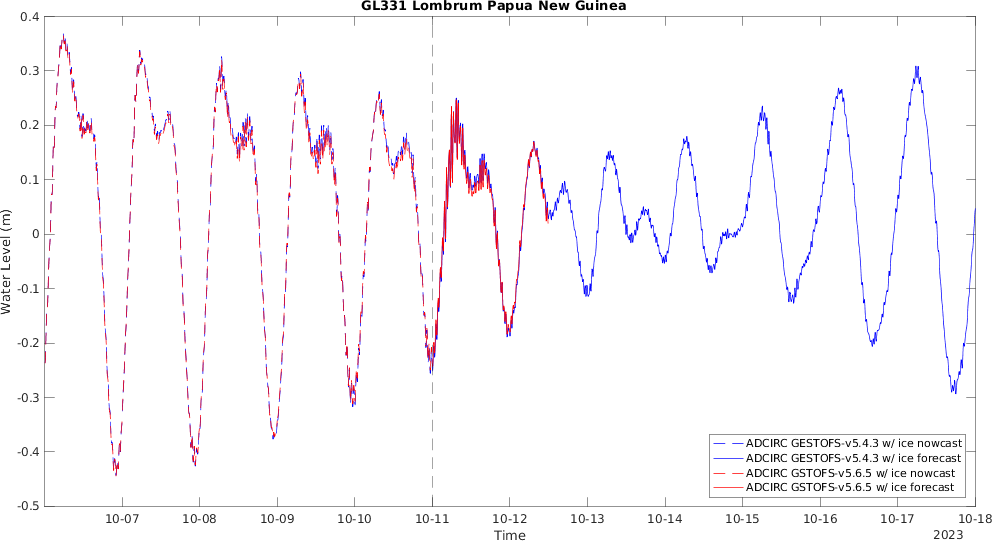 GL331 Lombrum Papua New Guinea
0.4
0.3
0.2
0.1
0
-0.1
-0.2
-0.3
-0.4
-0.5
Water Level (m)
10-07 10-08 10-09 10-10 10-11 10-12 10-13 10-14 10-15 10-16 10-17 10-18
Time
2023
ADCIRC GESTOFS-v5.4.3 w/ ice nowcast
ADCIRC GESTOFS-v5.4.3 w/ ice forecast
ADCIRC GSTOFS-v5.6.5 w/ ice nowcast
ADCIRC GSTOFS-v5.6.5 w/ ice forecast